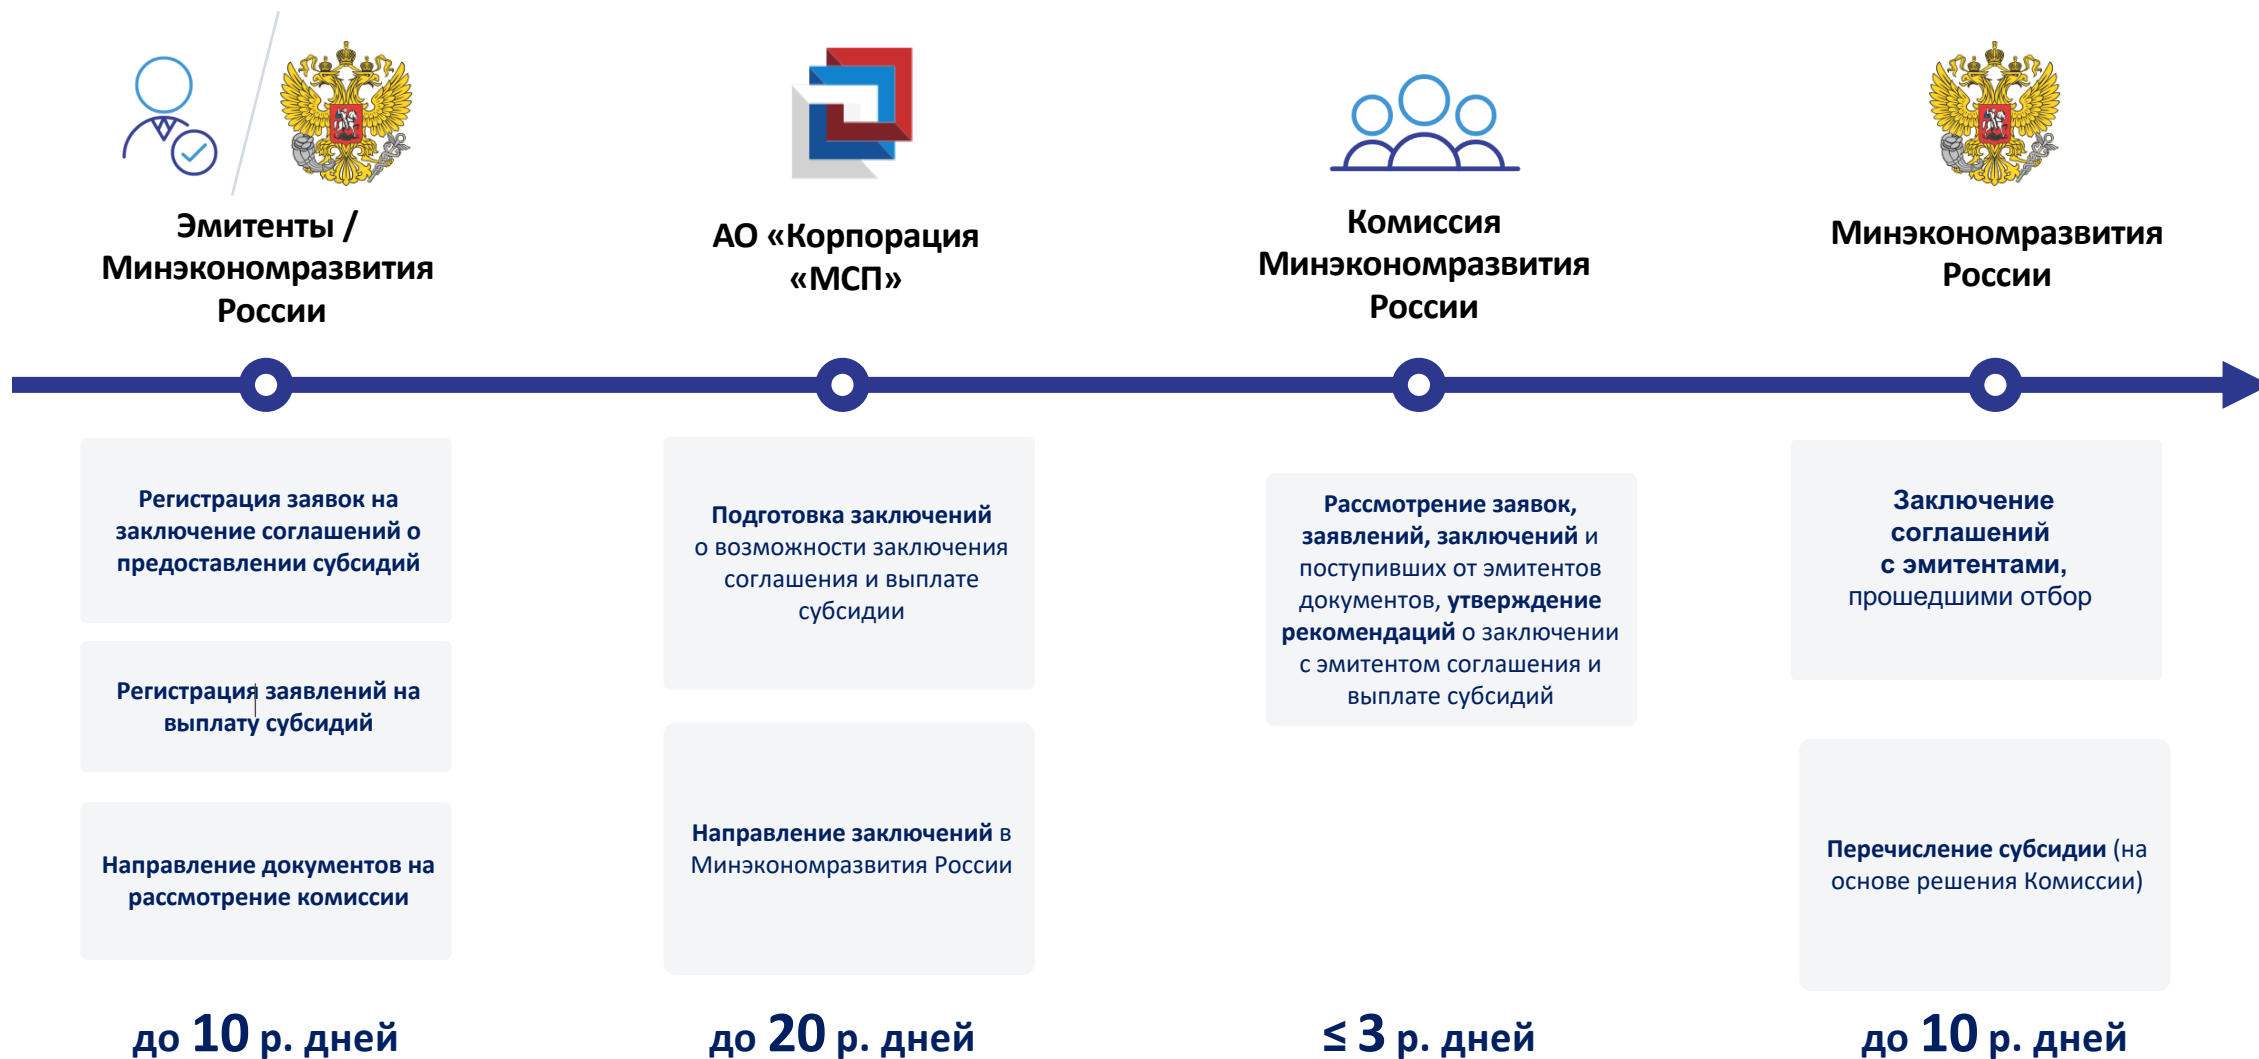 Эмитенты /
Минэкономразвития
России
Регистрация заявок на
заключение соглашений о
предоставлении субсидий
Регистрация заявлений на
выплату субсидий
Направление документов на
рассмотрение комиссии
до 10 р. дней
АО «Корпорация
«МСП»
Подготовка заключений
о возможности заключения
соглашения и выплате
субсидии
Направление заключений в
Минэкономразвития России
до 20 р. дней
Комиссия
Минэкономразвития
России
Рассмотрение заявок,
заявлений, заключений и
поступивших от эмитентов
документов, утверждение
рекомендаций о заключении
с эмитентом соглашения и
выплате субсидий
≤ 3 р. дней
Минэкономразвития
России
Заключение
соглашений
с эмитентами,
прошедшими отбор
Перечисление субсидии (на
основе решения Комиссии)
до 10 р. дней